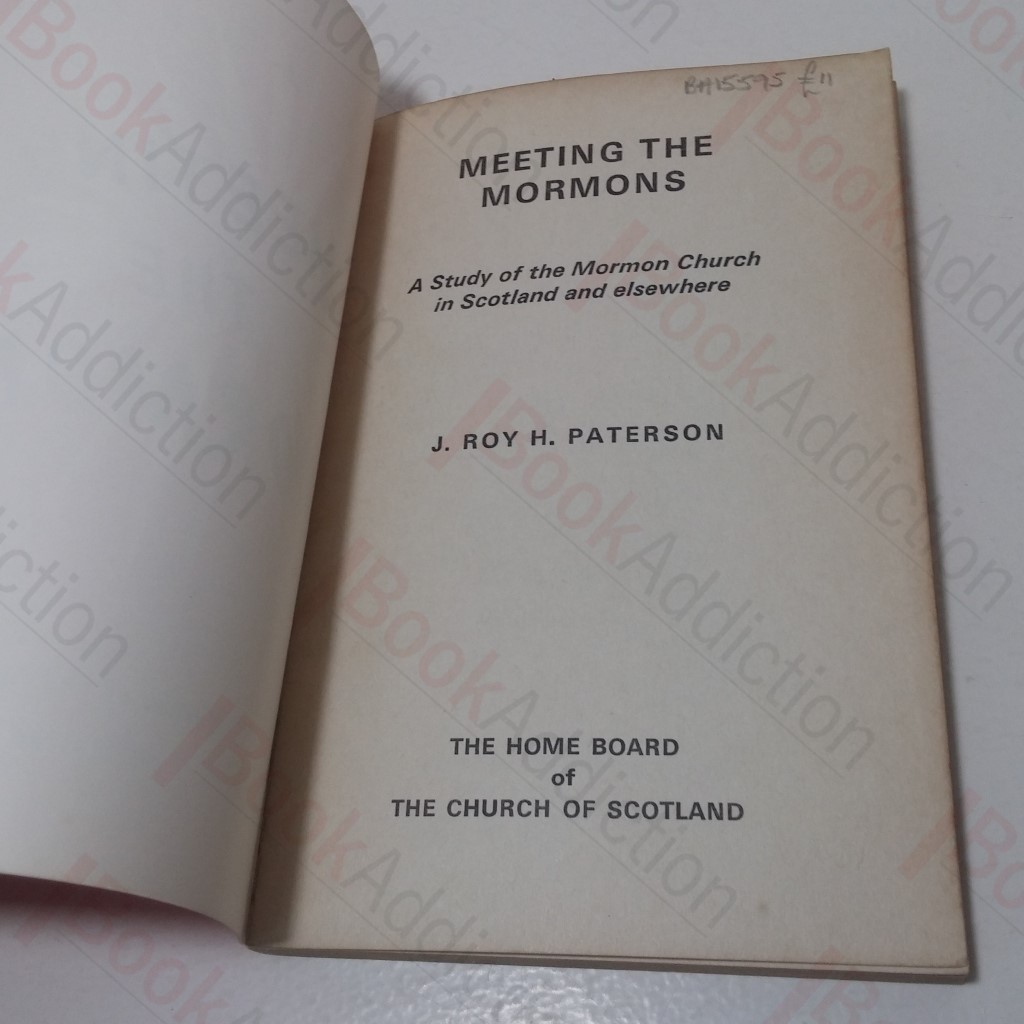 BH15595 £11
MEETING THE
MORMONS
A Study of the Mormon Church
in Scotland and elsewhere
J. ROY H. PATERSON
THE HOME BOARD
of
THE CHURCH OF SCOTLAND
BookAddiction